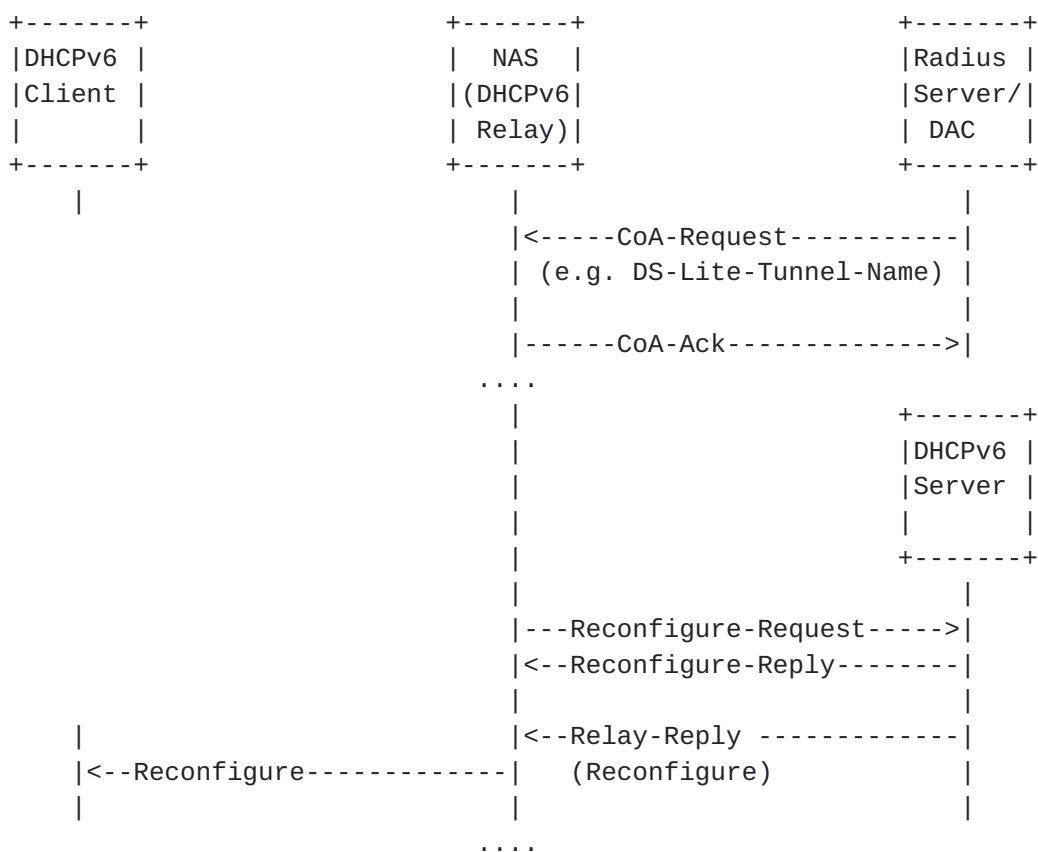 +-------+                   +-------+                   +-------+
|DHCPv6 |                   |  NAS  |                   |Radius |
|Client |                   |(DHCPv6|                   |Server/|
|       |                   | Relay)|                   | DAC   |
+-------+                   +-------+                   +-------+
    |                           |                           |
                                |<-----CoA-Request-----------|
                                | (e.g. DS-Lite-Tunnel-Name) |
                                |                           |
                                |------CoA-Ack-------------->|
                              ....
                                |                       +-------+
                                |                       |DHCPv6 |
                                |                       |Server |
                                |                       |       |
                                |                       +-------+
                                |                           |
                                |---Reconfigure-Request----->|
                                |<--Reconfigure-Reply--------|
                                |                           |
    |                           |<--Relay-Reply -------------|
    |<--Reconfigure-------------|   (Reconfigure)           |
    |                           |                           |
                              ....